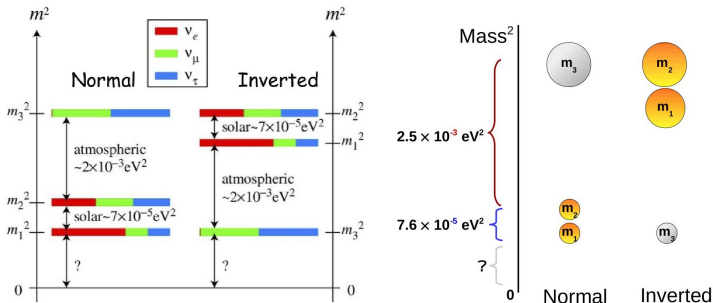 m²
ν_e
ν_μ
ν_τ
m²
Normal
Inverted
m₃²
m₂²
solar~7×10⁻⁵eV²
m₁²
atmospheric
~2×10⁻³eV²
atmospheric
~2×10⁻³eV²
m₂²
solar~7×10⁻⁵eV²
m₁²
m₃²
?
?
0
0
Mass²
m₃
m₂
m₁
2.5 × 10⁻³ eV²
m₂
7.6 × 10⁻⁵ eV²
m₁
m₃
?
0
Normal
Inverted